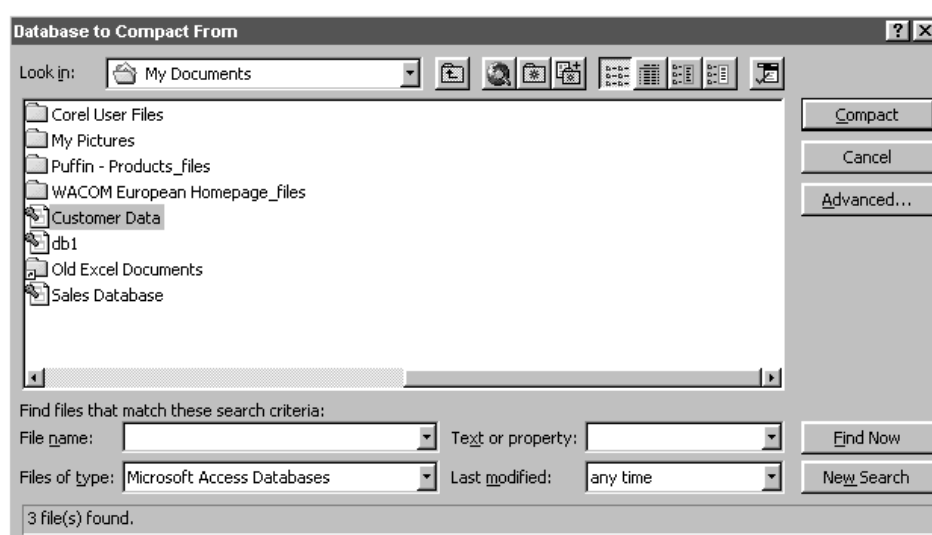 Database to Compact From
Look in: My Documents
Corel User Files
My Pictures
Puffin - Products_files
WACOM European Homepage_files
Customer Data
db1
Old Excel Documents
Sales Database
Compact
Cancel
Advanced...
Find files that match these search criteria:
File name: Text or property: Find Now
Files of type: Microsoft Access Databases Last modified: any time New Search
3 file(s) found.